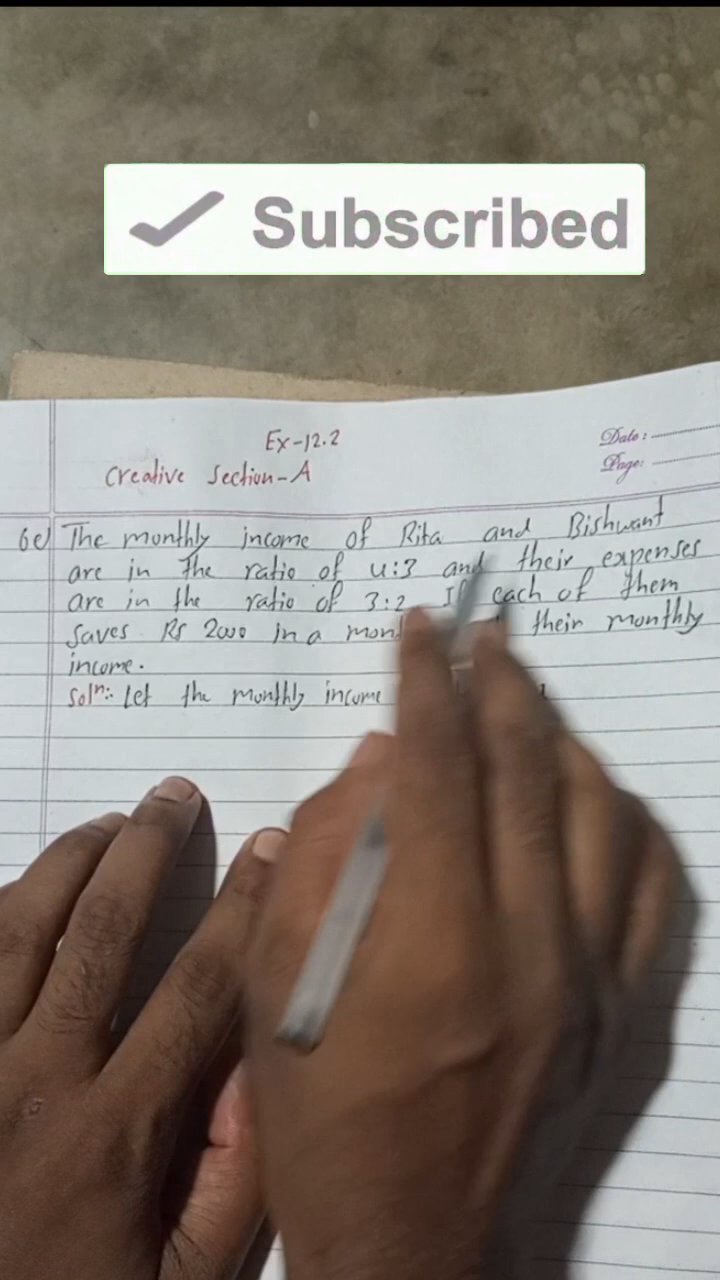 ✓ Subscribed
Ex-12.2
Date:
Creative Section-A
Page:
6c) The monthly income of Rita and Bishwant
are in the ratio of 4:3 and their expenses
are in the ratio of 3:2 If each of them
saves Rs 2000 in a their monthly
income.
Soln:- Let the monthly income